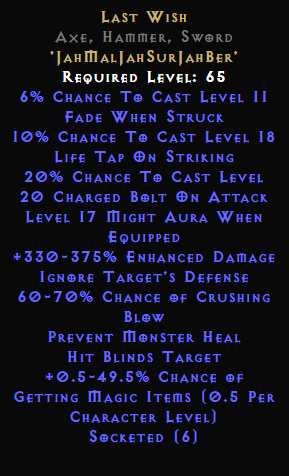 Last Wish
Axe, Hammer, Sword
'JahMalJahSurJahBer'
Required Level: 65
6% Chance To Cast Level 11
Fade When Struck
10% Chance To Cast Level 18
Life Tap On Striking
20% Chance To Cast Level
20 Charged Bolt On Attack
Level 17 Might Aura When
Equipped
+330-375% Enhanced Damage
Ignore Target's Defense
60-70% Chance of Crushing
Blow
Prevent Monster Heal
Hit Blinds Target
+0.5-49.5% Chance of
Getting Magic Items (0.5 Per
Character Level)
Socketed (6)